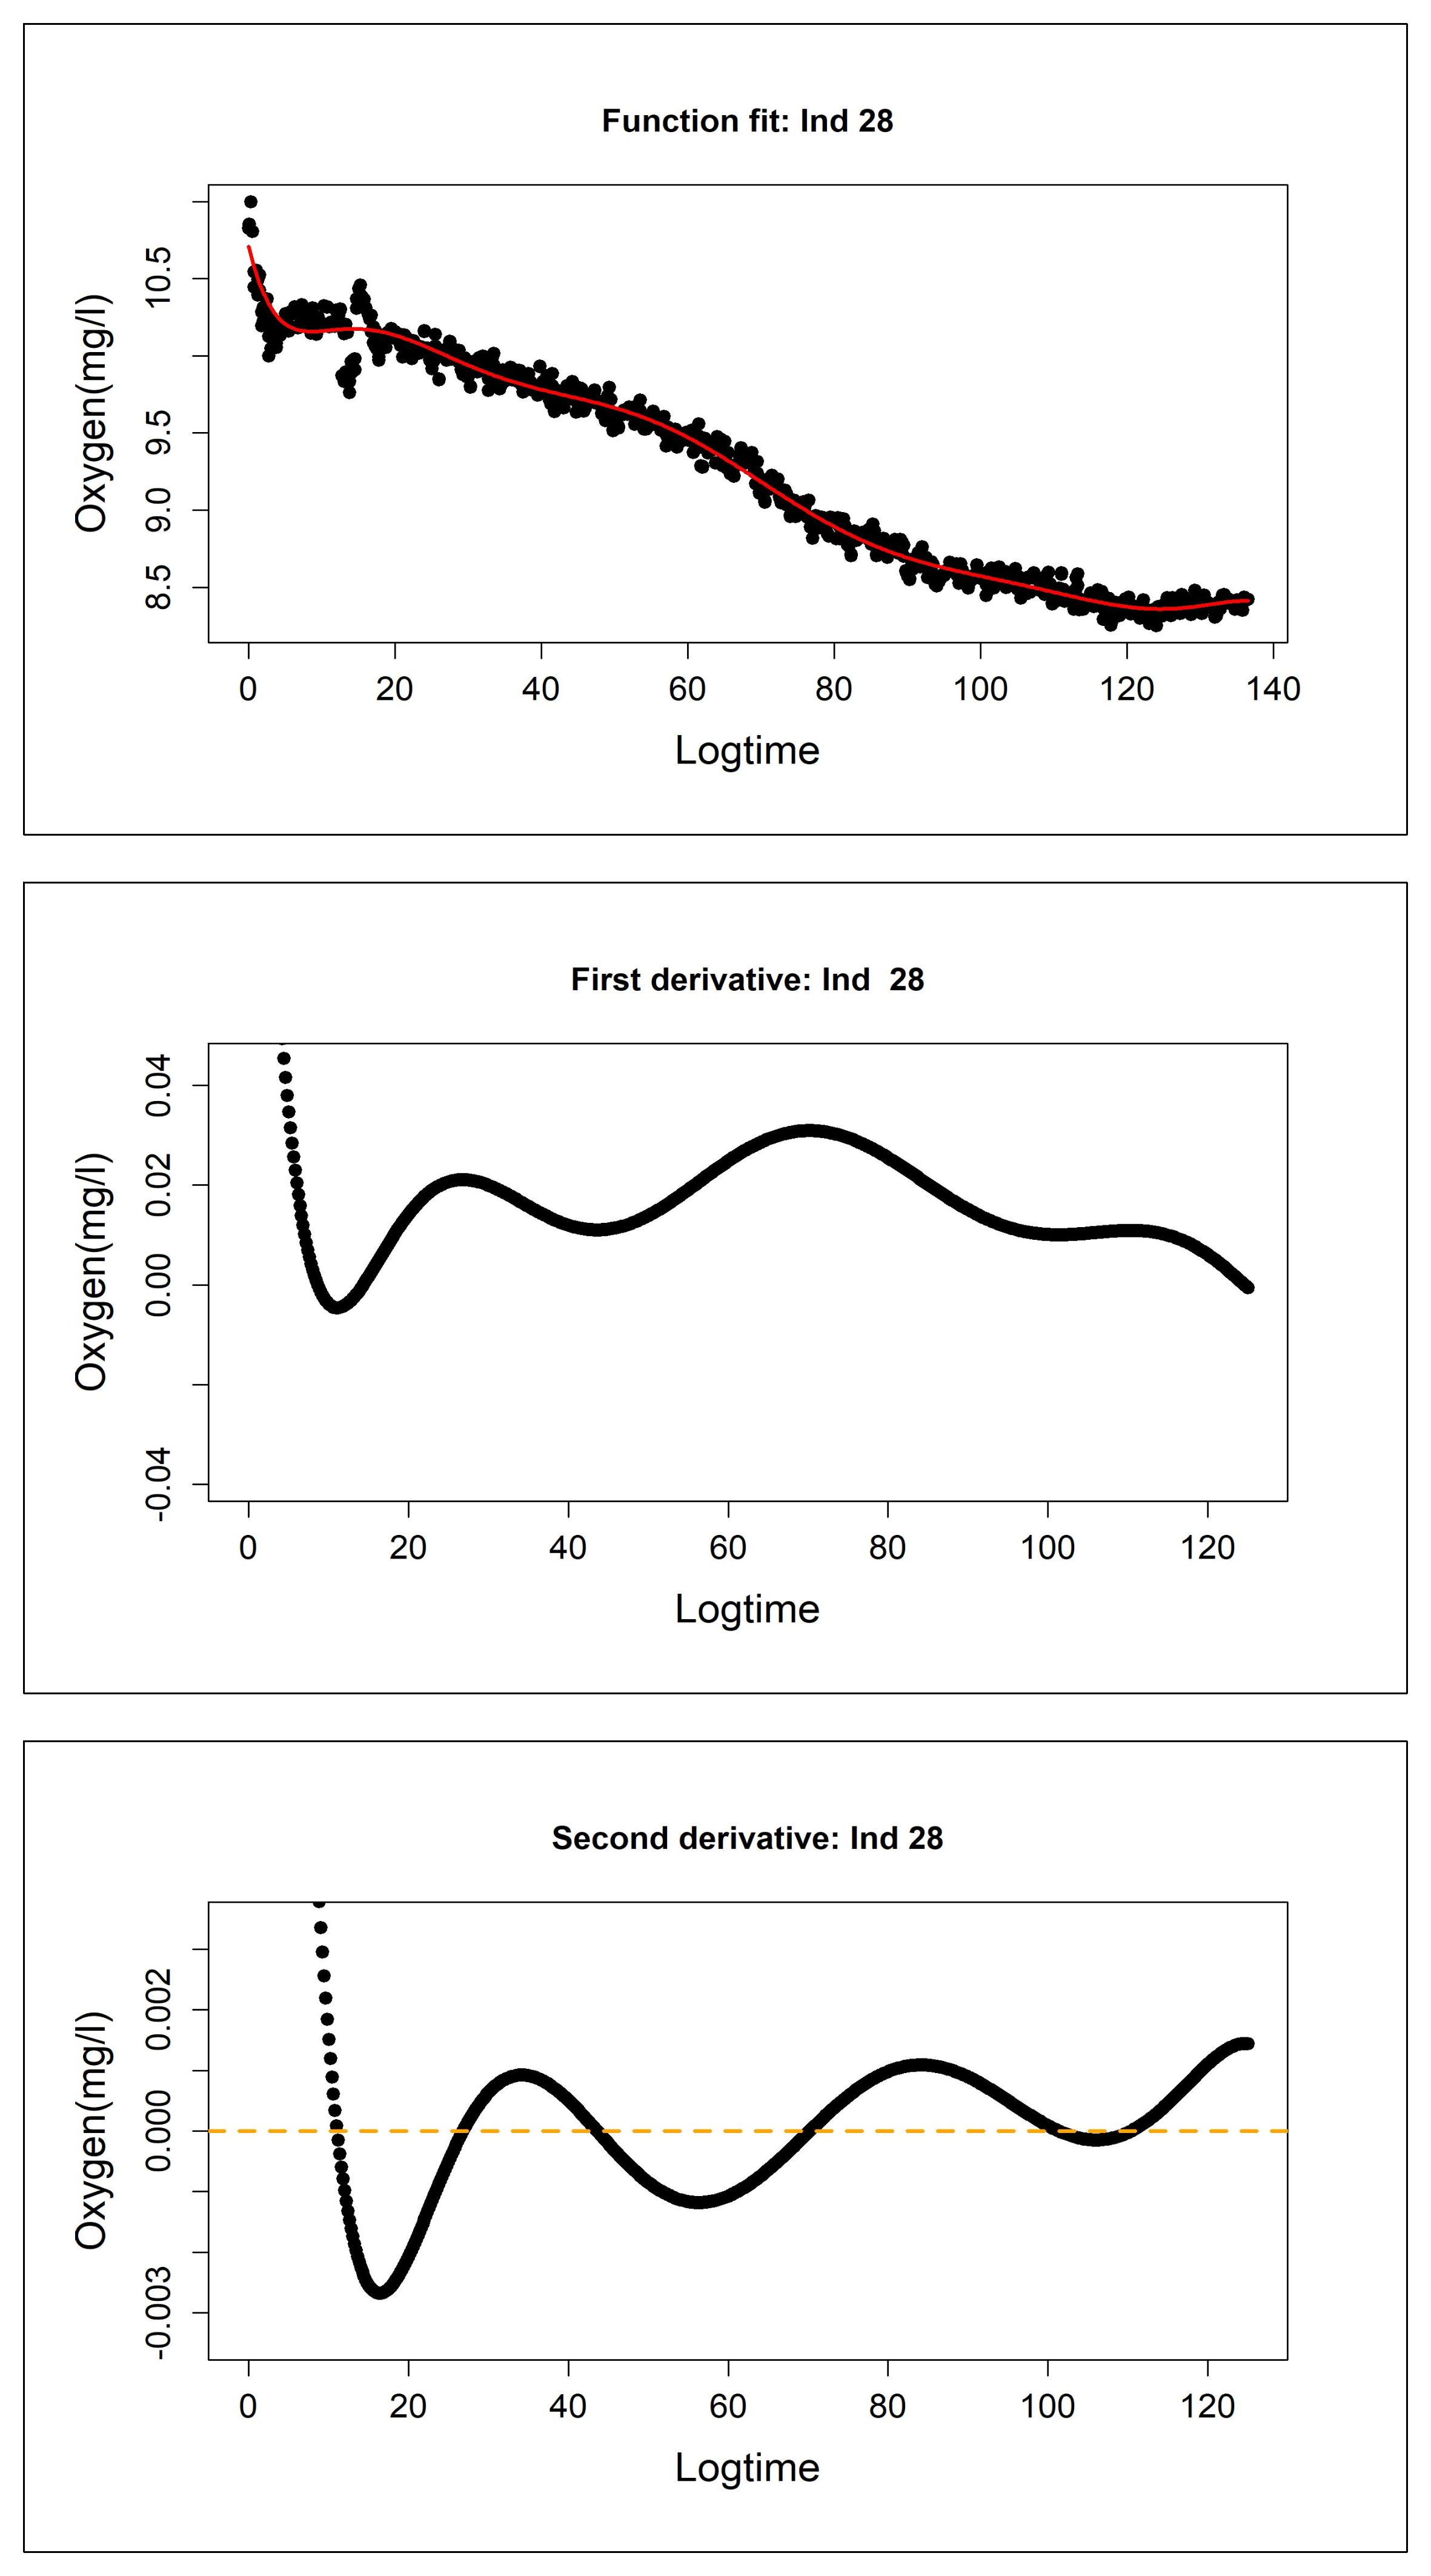 Function fit: Ind 28
Oxygen(mg/l)
10.5
9.5
9.0
8.5
0 20 40 60 80 100 120 140
Logtime
First derivative: Ind  28
Oxygen(mg/l)
0.04
0.02
0.00
-0.04
0 20 40 60 80 100 120
Logtime
Second derivative: Ind 28
Oxygen(mg/l)
0.002
0.000
-0.003
0 20 40 60 80 100 120
Logtime